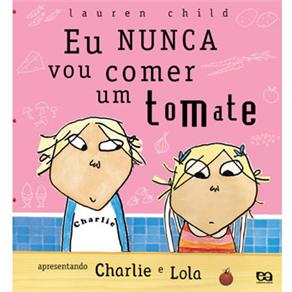 lauren child
Eu NUNCA
vou comer
um tomate
Charlie
apresentando Charlie e Lola